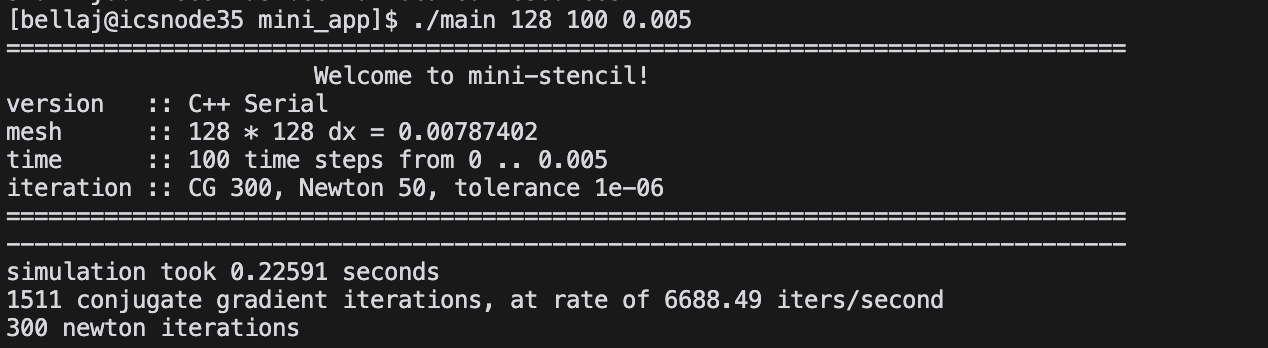 [bellaj@icsnode35 mini_app]$ ./main 128 100 0.005
================================================================================
                      Welcome to mini-stencil!
version   :: C++ Serial
mesh      :: 128 * 128 dx = 0.00787402
time      :: 100 time steps from 0 .. 0.005
iteration :: CG 300, Newton 50, tolerance 1e-06
================================================================================
--------------------------------------------------------------------------------
simulation took 0.22591 seconds
1511 conjugate gradient iterations, at rate of 6688.49 iters/second
300 newton iterations